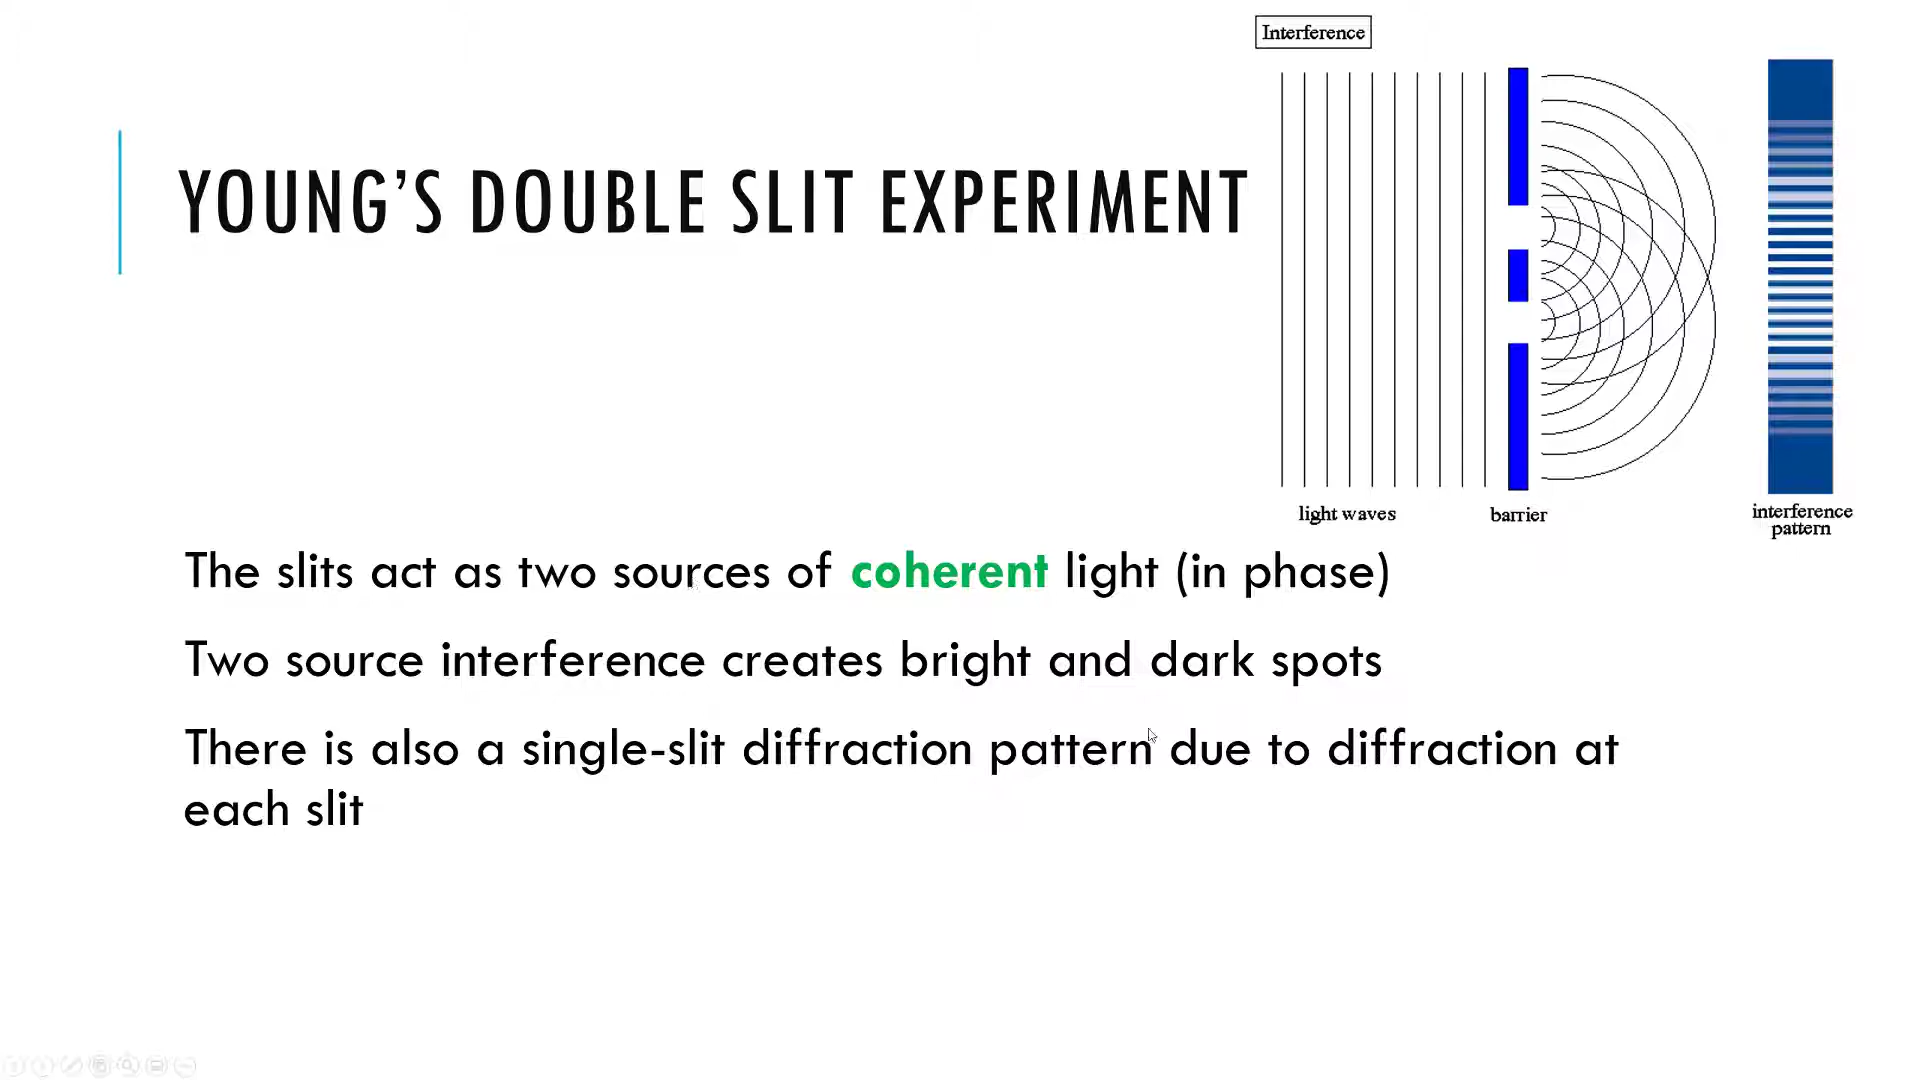 Interference
YOUNG’S DOUBLE SLIT EXPERIMENT
light waves
barrier
interference
pattern
The slits act as two sources of coherent light (in phase)
Two source interference creates bright and dark spots
There is also a single-slit diffraction pattern due to diffraction at
each slit